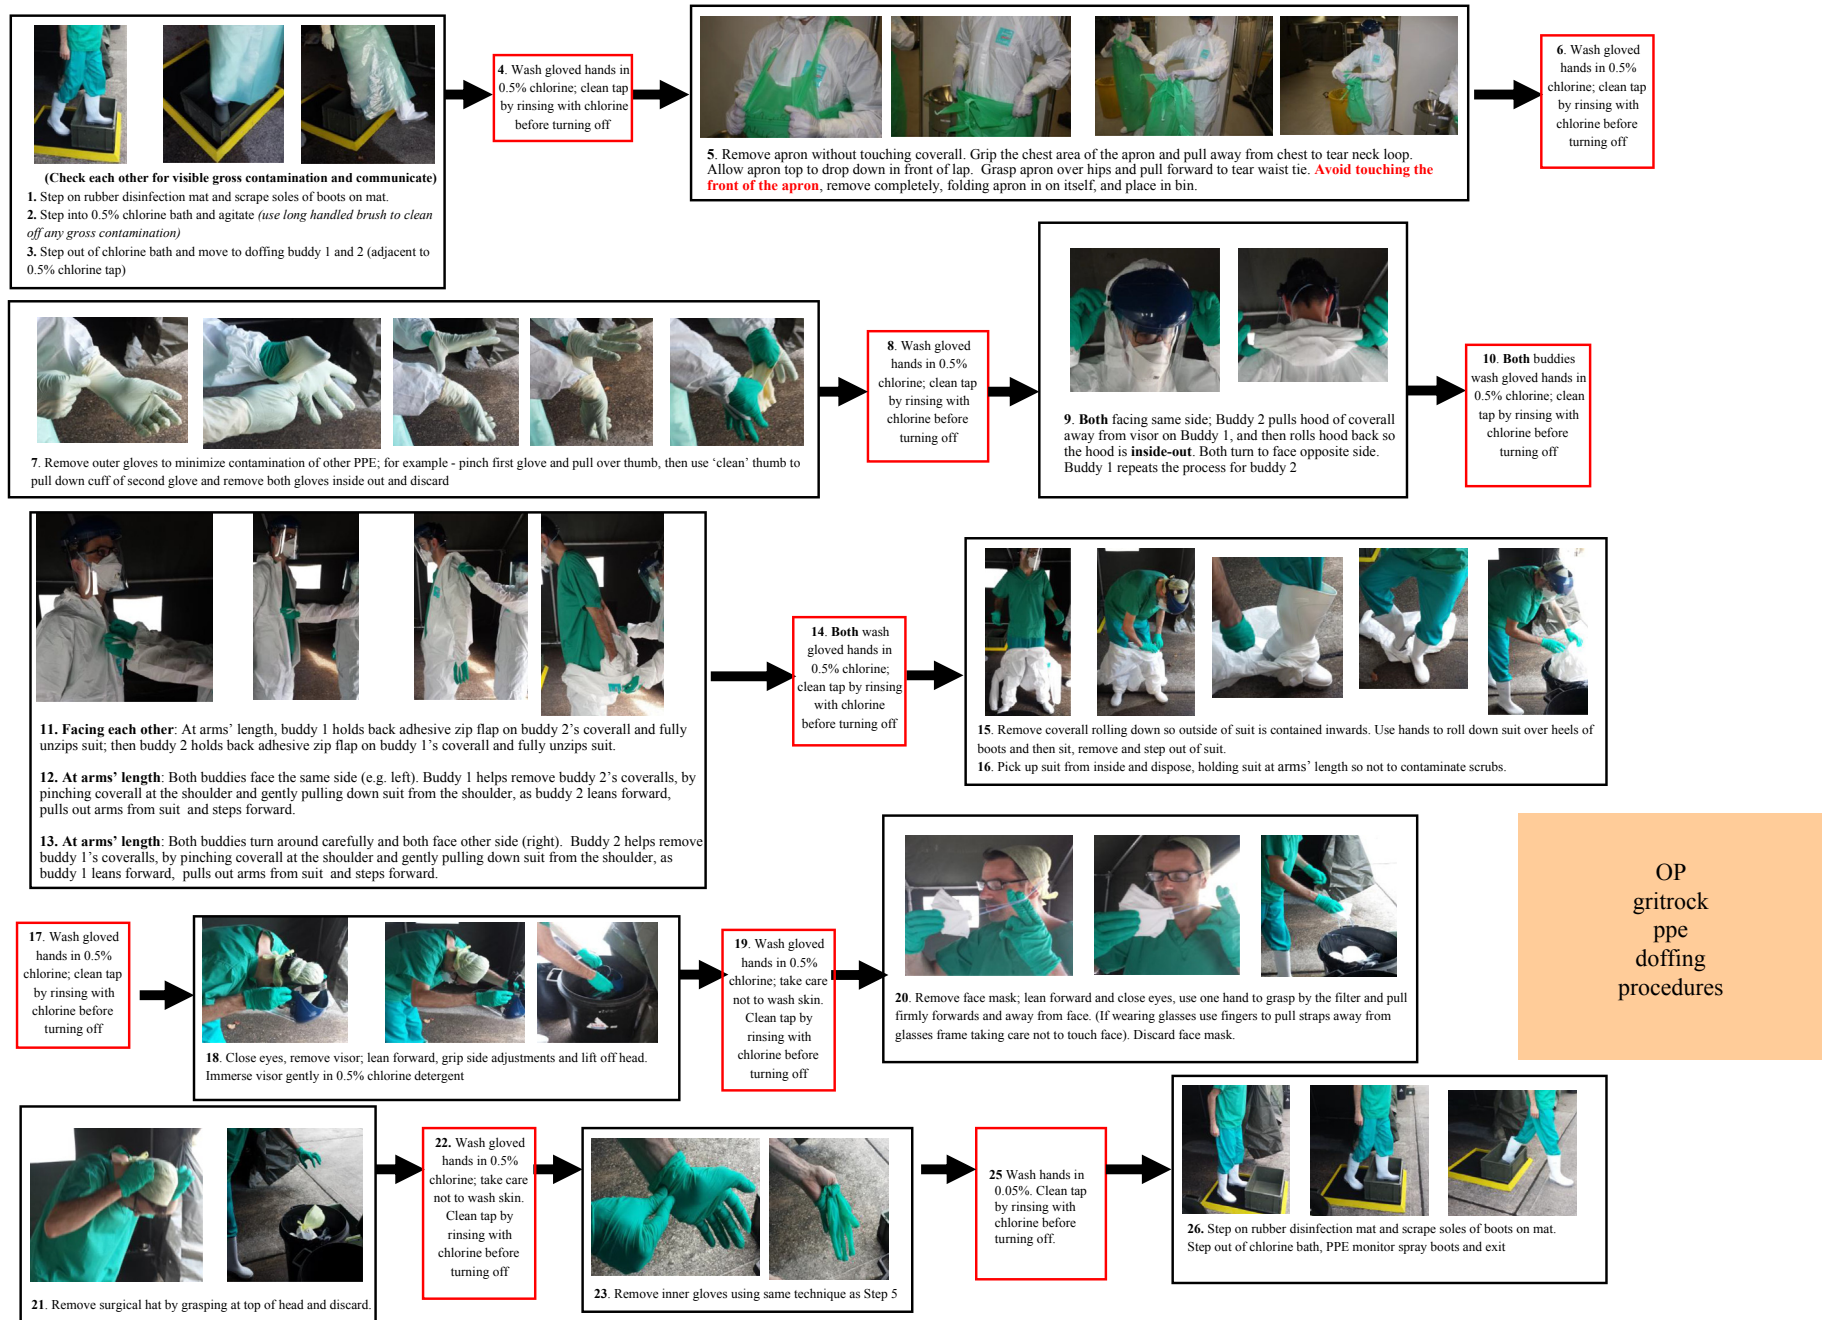 (Check each other for visible gross contamination and communicate)
1. Step on rubber disinfection mat and scrape soles of boots on mat.
2. Step into 0.5% chlorine bath and agitate (use long handled brush to clean
off any gross contamination)
3. Step out of chlorine bath and move to doffing buddy 1 and 2 (adjacent to
0.5% chlorine tap)
4. Wash gloved hands in
0.5% chlorine; clean tap
by rinsing with chlorine
before turning off
5. Remove apron without touching coverall. Grip the chest area of the apron and pull away from chest to tear neck loop.
Allow apron top to drop down in front of lap. Grasp apron over hips and pull forward to tear waist tie. Avoid touching the
front of the apron, remove completely, folding apron in on itself, and place in bin.
6. Wash gloved
hands in 0.5%
chlorine; clean tap
by rinsing with
chlorine before
turning off
7. Remove outer gloves to minimize contamination of other PPE; for example - pinch first glove and pull over thumb, then use ‘clean’ thumb to
pull down cuff of second glove and remove both gloves inside out and discard
8. Wash gloved
hands in 0.5%
chlorine; clean tap
by rinsing with
chlorine before
turning off
9. Both facing same side; Buddy 2 pulls hood of coverall
away from visor on Buddy 1, and then rolls hood back so
the hood is inside-out. Both turn to face opposite side.
Buddy 1 repeats the process for buddy 2
10. Both buddies
wash gloved hands in
0.5% chlorine; clean
tap by rinsing with
chlorine before
turning off
11. Facing each other: At arms’ length, buddy 1 holds back adhesive zip flap on buddy 2’s coverall and fully
unzips suit; then buddy 2 holds back adhesive zip flap on buddy 1’s coverall and fully unzips suit.
12. At arms’ length: Both buddies face the same side (e.g. left). Buddy 1 helps remove buddy 2’s coveralls, by
pinching coverall at the shoulder and gently pulling down suit from the shoulder, as buddy 2 leans forward,
pulls out arms from suit and steps forward.
13. At arms’ length: Both buddies turn around carefully and both face other side (right). Buddy 2 helps remove
buddy 1’s coveralls, by pinching coverall at the shoulder and gently pulling down suit from the shoulder, as
buddy 1 leans forward, pulls out arms from suit and steps forward.
14. Both wash
gloved hands in
0.5% chlorine;
clean tap by rinsing
with chlorine
before turning off
15. Remove coverall rolling down so outside of suit is contained inwards. Use hands to roll down suit over heels of
boots and then sit, remove and step out of suit.
16. Pick up suit from inside and dispose, holding suit at arms’ length so not to contaminate scrubs.
OP
gritrock
ppe
doffing
procedures
17. Wash gloved
hands in 0.5%
chlorine; clean tap
by rinsing with
chlorine before
turning off
18. Close eyes, remove visor; lean forward, grip side adjustments and lift off head.
Immerse visor gently in 0.5% chlorine detergent
19. Wash gloved
hands in 0.5%
chlorine; take care
not to wash skin.
Clean tap by
rinsing with
chlorine before
turning off
20. Remove face mask; lean forward and close eyes, use one hand to grasp by the filter and pull
firmly forwards and away from face. (If wearing glasses use fingers to pull straps away from
glasses frame taking care not to touch face). Discard face mask.
21. Remove surgical hat by grasping at top of head and discard.
22. Wash gloved
hands in 0.5%
chlorine; take care
not to wash skin.
Clean tap by
rinsing with
chlorine before
turning off
23. Remove inner gloves using same technique as Step 5
25 Wash hands in
0.05%. Clean tap
by rinsing with
chlorine before
turning off.
26. Step on rubber disinfection mat and scrape soles of boots on mat.
Step out of chlorine bath, PPE monitor spray boots and exit